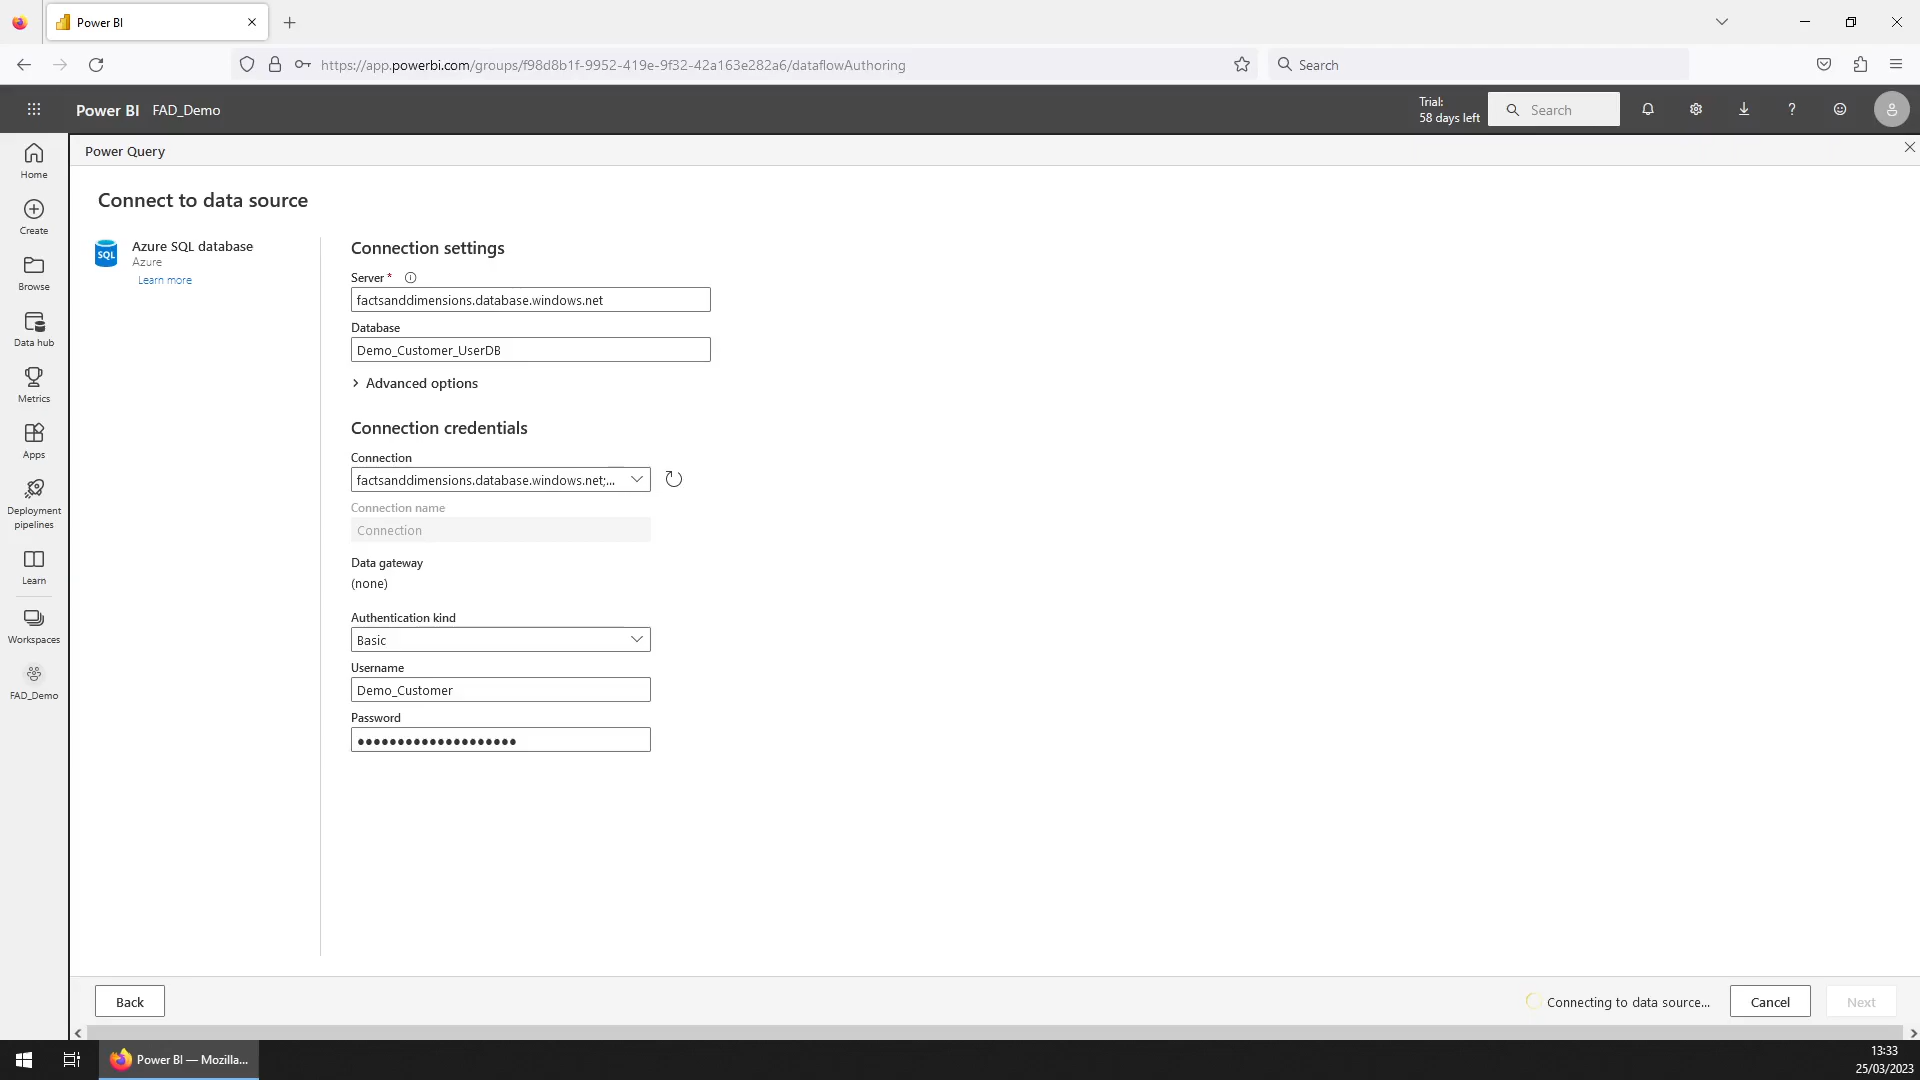 Power BI
https://app.powerbi.com/groups/f98d8b1f-9952-419e-9f32-42a163e282a6/dataflowAuthoring
Search
Power BI FAD_Demo
Trial:
58 days left
Search
Power Query
Home
Create
Browse
Data hub
Metrics
Apps
Deployment
pipelines
Learn
Workspaces
FAD_Demo
Connect to data source
SQL
Azure SQL database
Azure
Learn more
Connection settings
Server *
factsanddimensions.database.windows.net
Database
Demo_Customer_UserDB
Advanced options
Connection credentials
Connection
factsanddimensions.database.windows.net;...
Connection name
Connection
Data gateway
(none)
Authentication kind
Basic
Username
Demo_Customer
Password
••••••••••••••••••••
Back
Connecting to data source...
Cancel
Next
Power BI — Mozilla...
13:33
25/03/2023